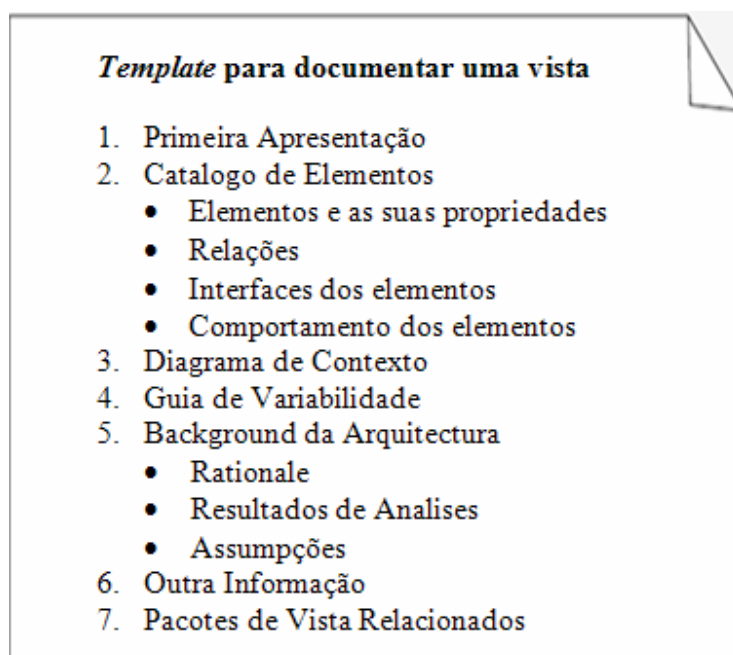 Template para documentar uma vista
1. Primeira Apresentação
2. Catalogo de Elementos
• Elementos e as suas propriedades
• Relações
• Interfaces dos elementos
• Comportamento dos elementos
3. Diagrama de Contexto
4. Guia de Variabilidade
5. Background da Arquitectura
• Rationale
• Resultados de Analises
• Assumpções
6. Outra Informação
7. Pacotes de Vista Relacionados